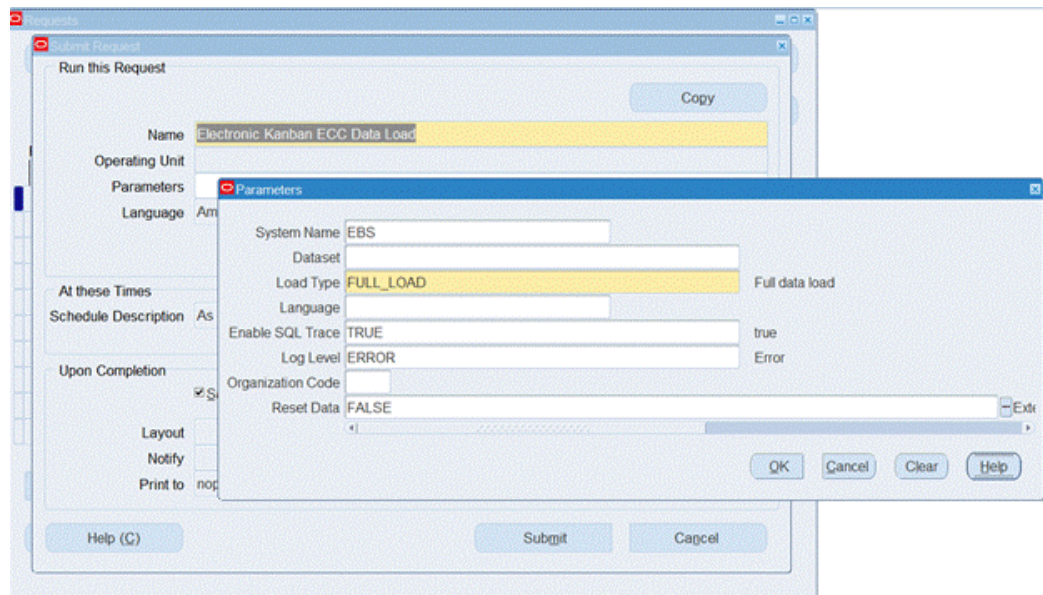 Requests
Submit Request
Run this Request
Copy
Name Electronic Kanban ECC Data Load
Operating Unit
Parameters
Language Am
Parameters
System Name EBS
Dataset
Load Type FULL_LOAD Full data load
Language
Enable SQL Trace TRUE true
Log Level ERROR Error
Organization Code
Reset Data FALSE
OK Cancel Clear Help
At these Times
Schedule Description As
Upon Completion
Layout
Notify
Print to nop
Help (C) Submit Cancel